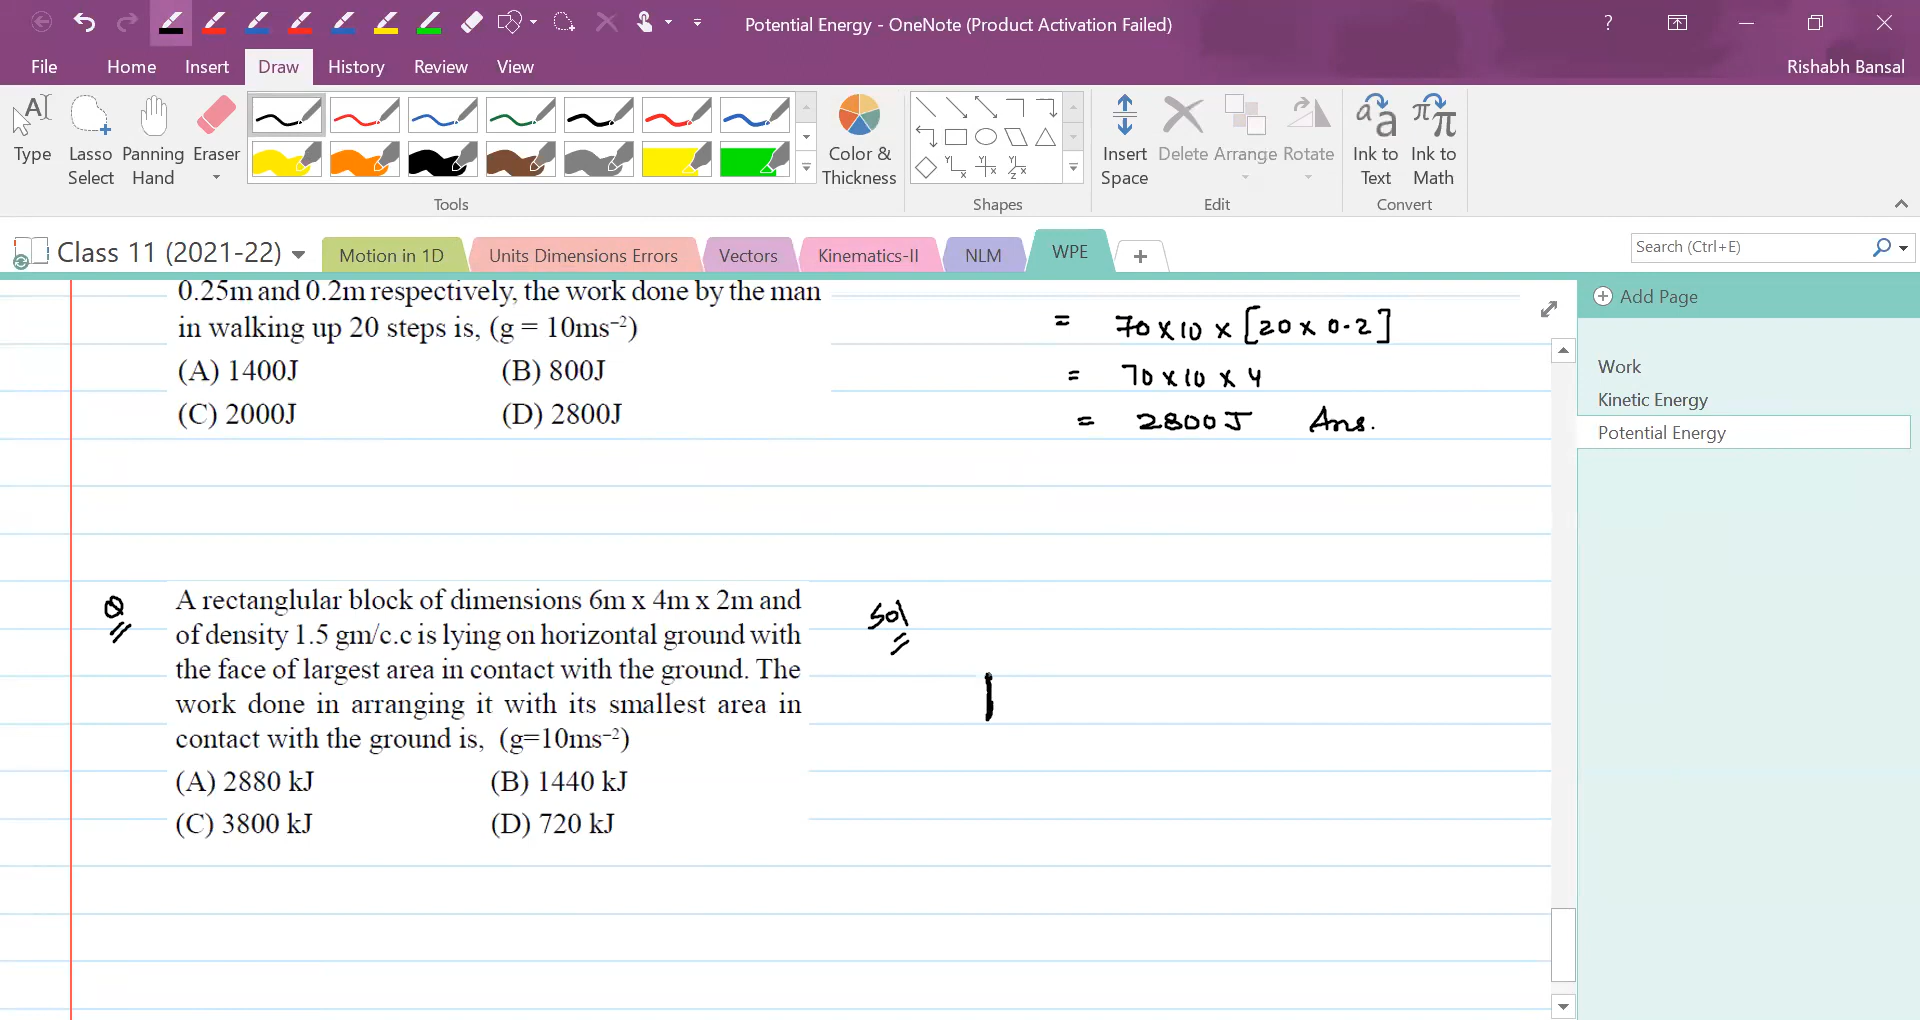 Potential Energy - OneNote (Product Activation Failed)
?
File Home Insert Draw History Review View
Rishabh Bansal
Type
Lasso Select
Panning Hand
Eraser
Color & Thickness
Insert Space
Delete
Arrange
Rotate
Ink to Text
Ink to Math
Tools
Shapes
Edit
Convert
Class 11 (2021-22)
Motion in 1D
Units Dimensions Errors
Vectors
Kinematics-II
NLM
WPE
Search (Ctrl+E)
Add Page
Work
Kinetic Energy
Potential Energy
0.25m and 0.2m respectively, the work done by the man
in walking up 20 steps is, (g = 10ms⁻²)
(A) 1400J (B) 800J
(C) 2000J (D) 2800J
= 70 x 10 x [20 x 0.2]
= 70 x 10 x 4
= 2800 J Ans.
Q
A rectanglular block of dimensions 6m x 4m x 2m and
of density 1.5 gm/c.c is lying on horizontal ground with
the face of largest area in contact with the ground. The
work done in arranging it with its smallest area in
contact with the ground is, (g=10ms⁻²)
(A) 2880 kJ (B) 1440 kJ
(C) 3800 kJ (D) 720 kJ
Sol